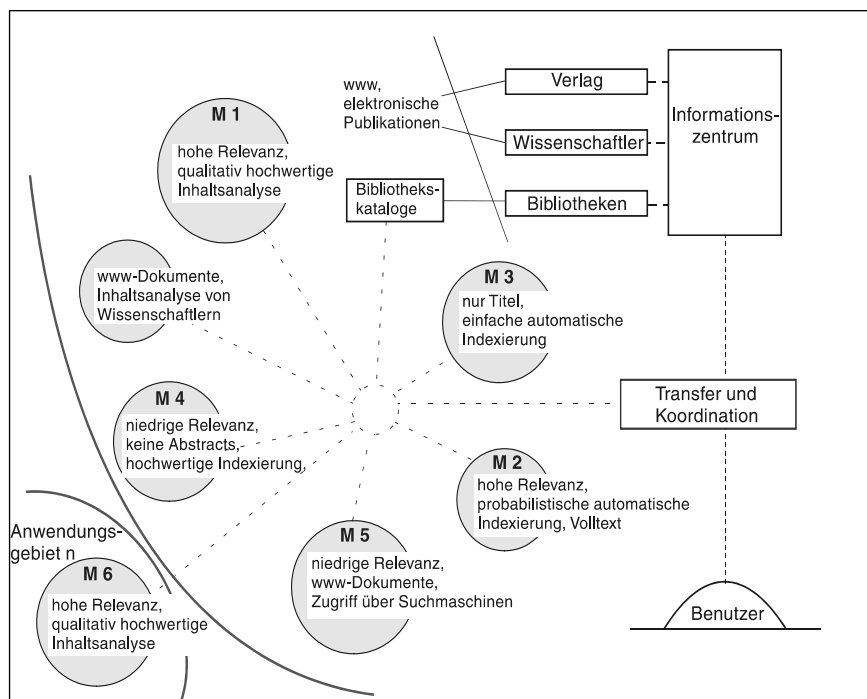 M 1
hohe Relevanz,
qualitativ hochwertige
Inhaltsanalyse
www,
elektronische
Publikationen
Verlag
Wissenschaftler
Bibliotheken
Informations-
zentrum
Bibliotheks-
kataloge
www-Dokumente,
Inhaltsanalyse von
Wissenschaftlern
M 3
nur Titel,
einfache automatische
Indexierung
M 4
niedrige Relevanz,
keine Abstracts,
hochwertige Indexierung,
Transfer und
Koordination
M 2
hohe Relevanz,
probabilistische automatische
Indexierung, Volltext
Anwendungs-
gebiet n
M 6
hohe Relevanz,
qualitativ hochwertige
Inhaltsanalyse
M 5
niedrige Relevanz,
www-Dokumente,
Zugriff über Suchmaschinen
Benutzer